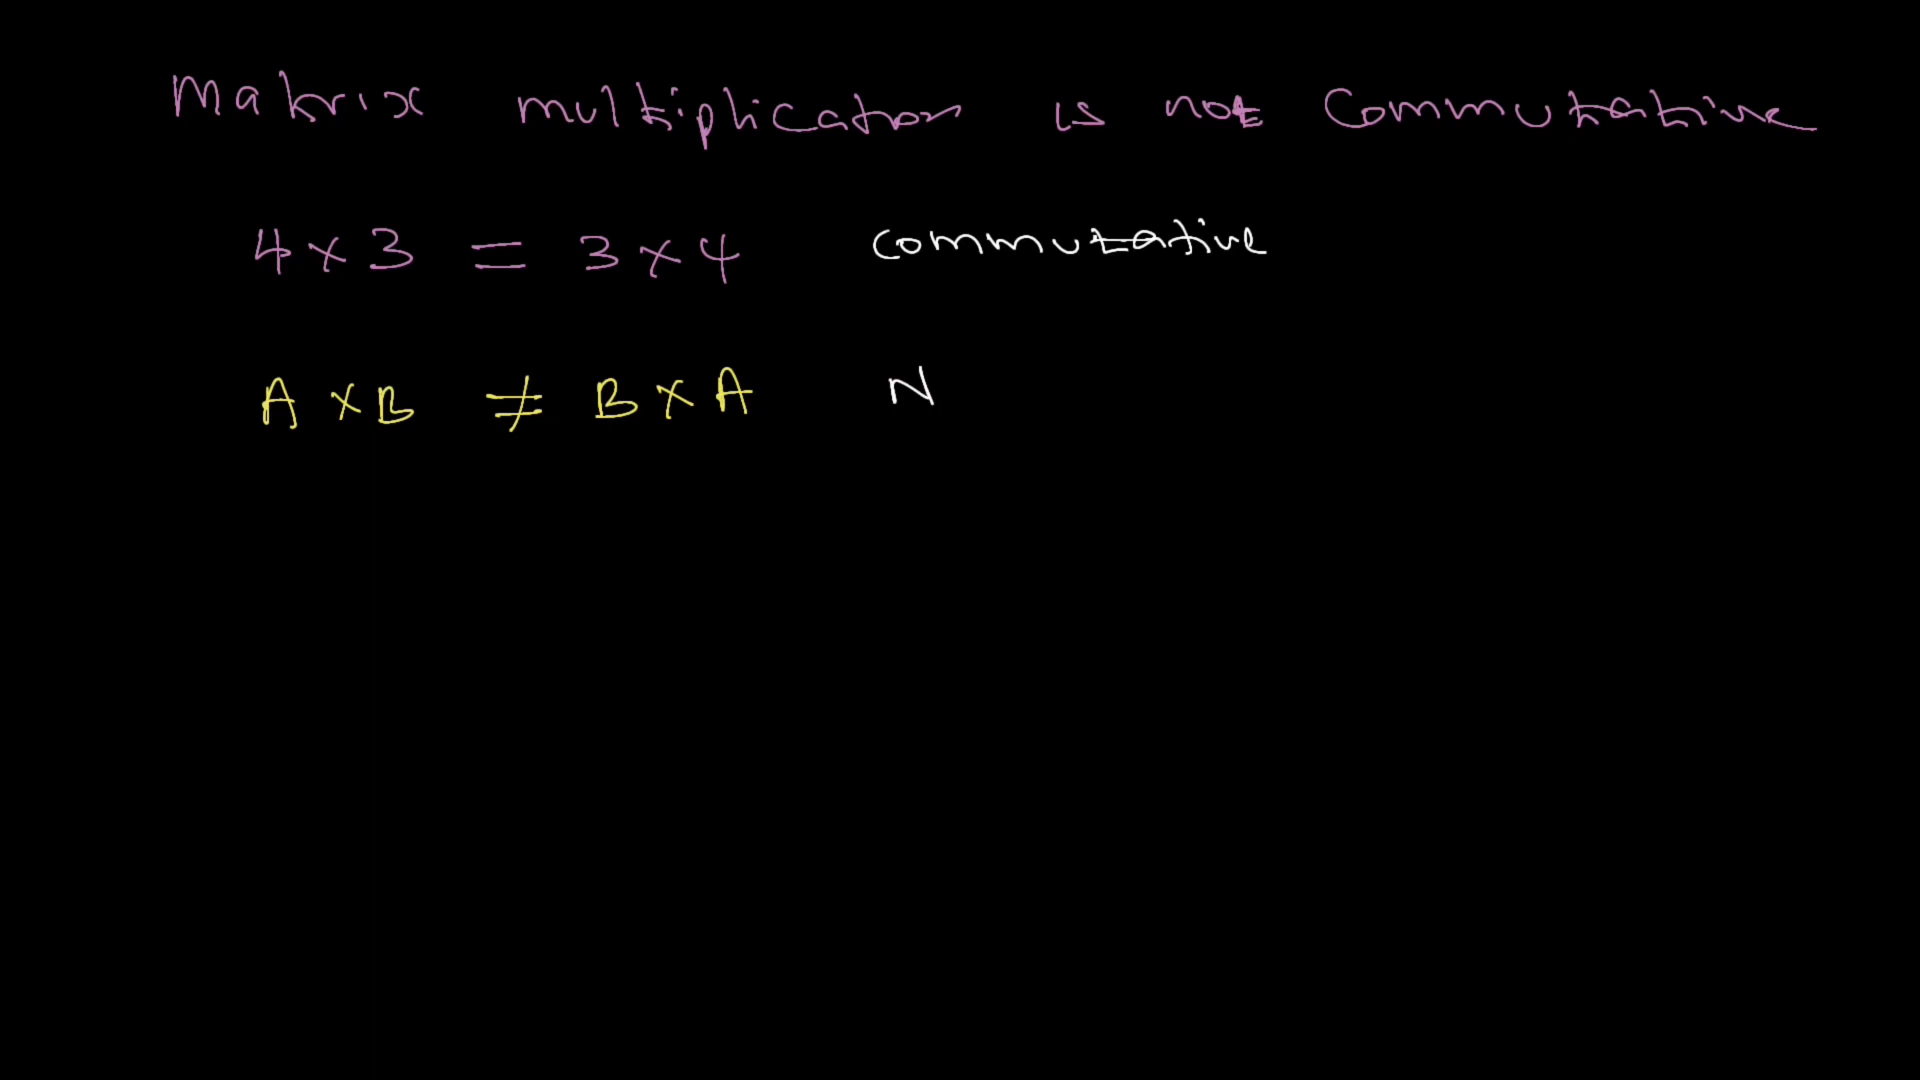 Matrix multiplication is not Commutative
4 × 3 = 3 × 4 commutative
A × B ≠ B × A N